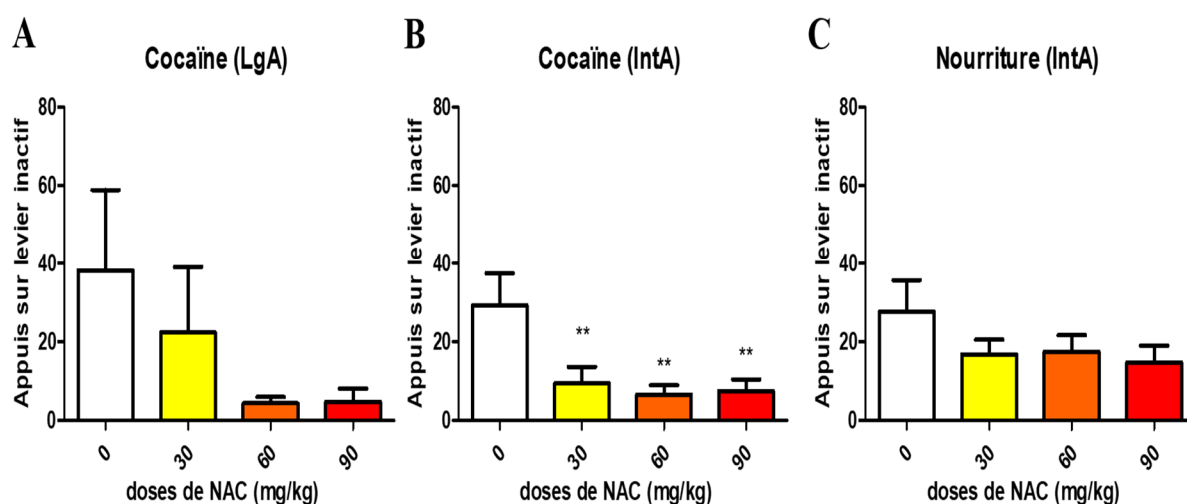 A
Cocaïne (LgA)
Appuis sur levier inactif
80
60
40
20
0
0
30
60
90
doses de NAC (mg/kg)
B
Cocaïne (IntA)
Appuis sur levier inactif
80
60
40
20
0
**
**
**
0
30
60
90
doses de NAC (mg/kg)
C
Nourriture (IntA)
Appuis sur levier inactif
80
60
40
20
0
0
30
60
90
doses de NAC (mg/kg)